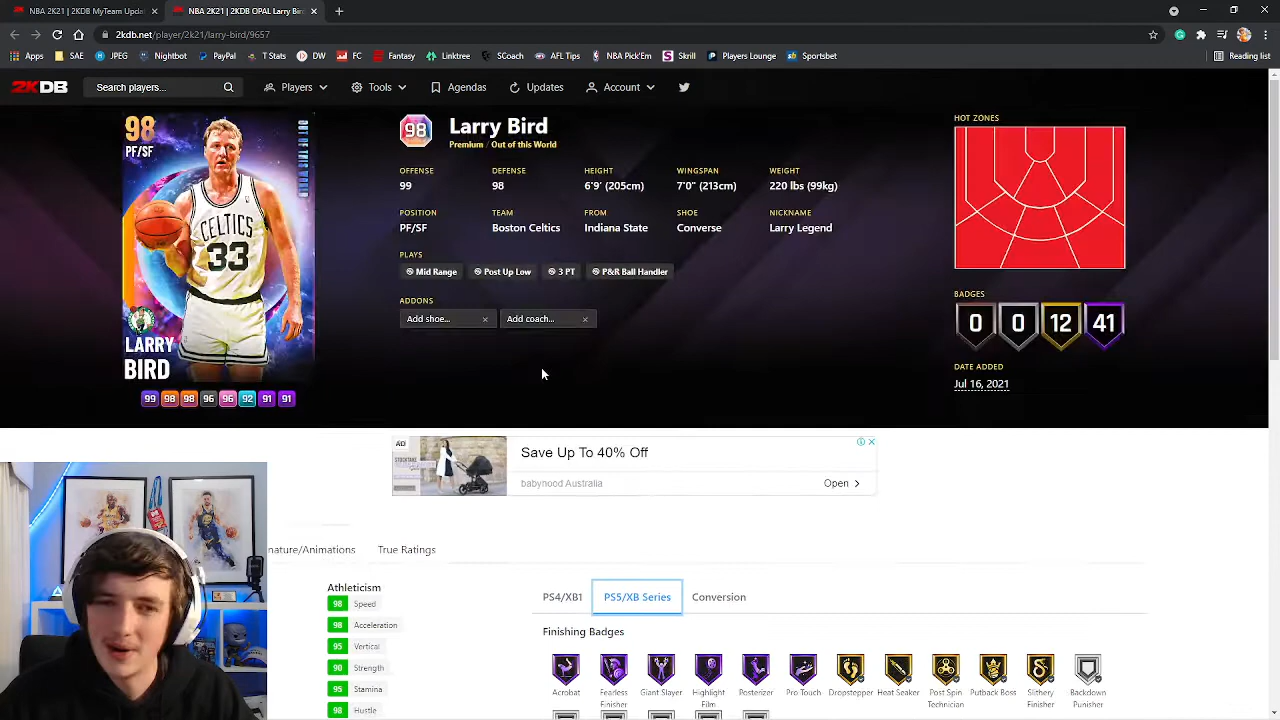 NBA 2K21 | 2KDB MyTeam Updat
NBA 2K21 | 2KDB OPAL Larry Bir
2kdb.net/player/2k21/larry-bird/9657
Apps SAE JPEG Nightbot PayPal T Stats DW FC Fantasy Linktree SCoach AFL Tips NBA Pick'Em Skrill Players Lounge Sportsbet Reading list
2KDB Search players... Players Tools Agendas Updates Account
98
PF/SF
CELTICS
33
LARRY
BIRD
99 98 98 96 96 92 91 91
98 Larry Bird
Premium / Out of this World
OFFENSE DEFENSE HEIGHT WINGSPAN WEIGHT
99 98 6'9' (205cm) 7'0" (213cm) 220 lbs (99kg)
POSITION TEAM FROM SHOE NICKNAME
PF/SF Boston Celtics Indiana State Converse Larry Legend
PLAYS
Mid Range Post Up Low 3 PT P&R Ball Handler
ADDONS
Add shoe... Add coach...
HOT ZONES
BADGES
0 0 12 41
DATE ADDED
Jul 16, 2021
AD
Save Up To 40% Off
babynood Australia Open
nature/Animations True Ratings
Athleticism
98 Speed
98 Acceleration
95 Vertical
90 Strength
95 Stamina
98 Hustle
PS4/XB1 PS5/XB Series Conversion
Finishing Badges
Acrobat Fearless Finisher Giant Slayer Highlight Film Posterizer Pro Touch Dropstepper Heat Seeker Post Spin Technician Putback Boss Slithery Finisher Backdown Punisher